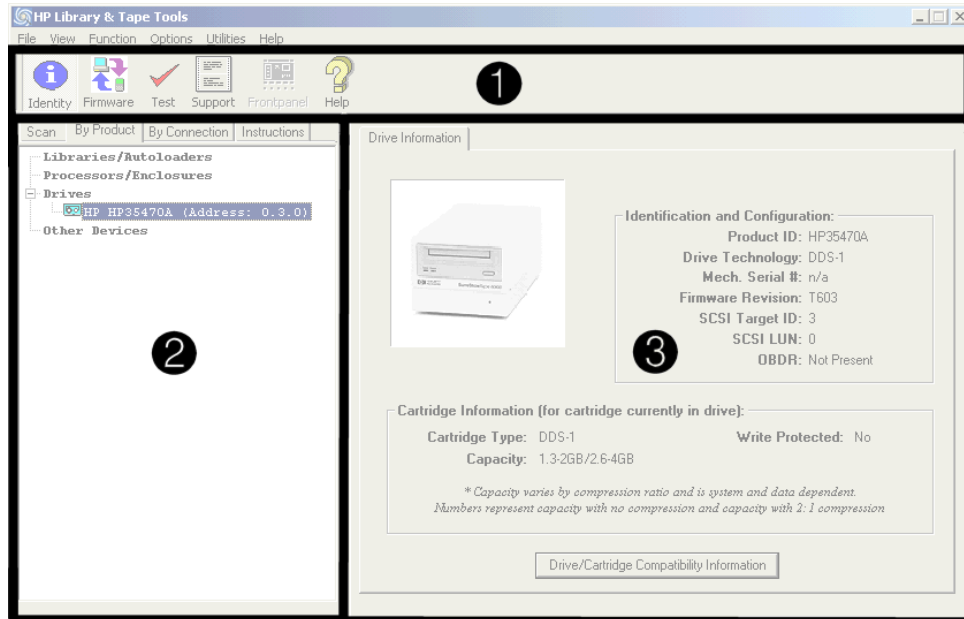 HP Library & Tape Tools
File View Function Options Utilities Help
Identity Firmware Test Support Frontpanel Help
1
Scan By Product By Connection Instructions
Libraries/Autoloaders
Processors/Enclosures
Drives
HP HP35470A (Address: 0.3.0)
Other Devices
2
Drive Information
Identification and Configuration:
Product ID: HP35470A
Drive Technology: DDS-1
Mech. Serial #: n/a
Firmware Revision: T603
SCSI Target ID: 3
SCSI LUN: 0
OBDR: Not Present
3
Cartridge Information (for cartridge currently in drive):
Cartridge Type: DDS-1 Write Protected: No
Capacity: 1.3-2GB/2.6-4GB
* Capacity varies by compression ratio and is system and data dependent.
Numbers represent capacity with no compression and capacity with 2:1 compression
Drive/Cartridge Compatibility Information